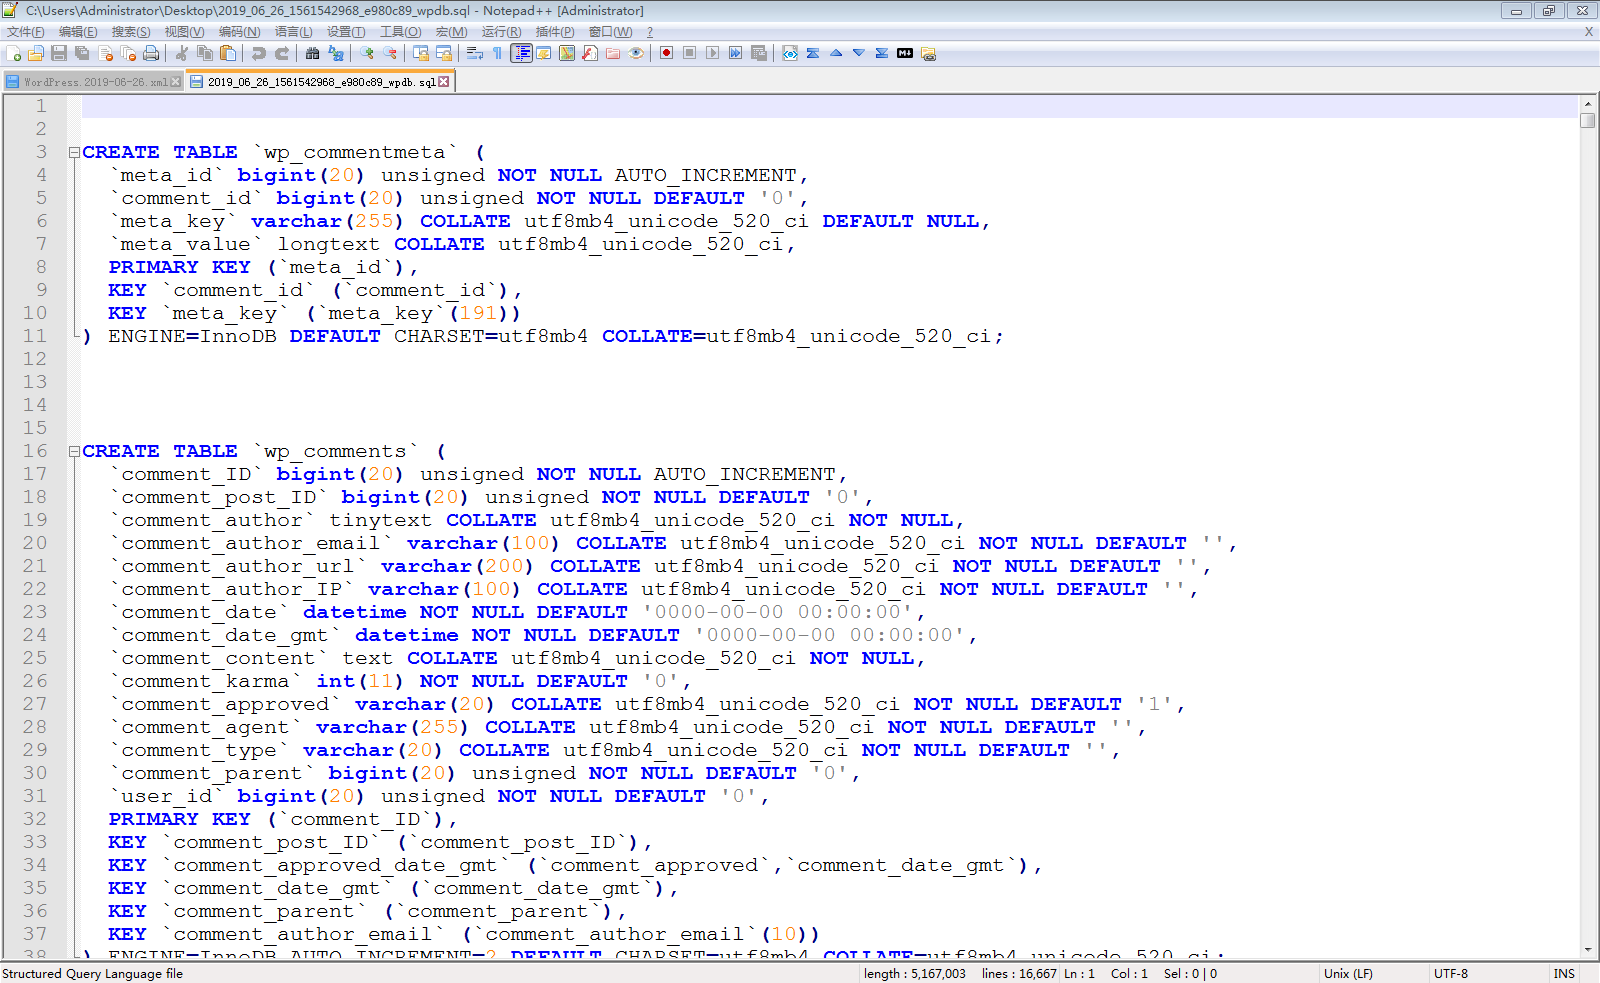 C:\Users\Administrator\Desktop\2019_06_26_1561542968_e980c89_wpdb.sql - Notepad++ [Administrator]
文件(F) 编辑(E) 搜索(S) 视图(V) 编码(N) 语言(L) 设置(T) 工具(O) 宏(M) 运行(R) 插件(P) 窗口(W) ? X
WordPress.2019-06-26.xml 2019_06_26_1561542968_e980c89_wpdb.sql
1
2
3 CREATE TABLE `wp_commentmeta` (
4 `meta_id` bigint(20) unsigned NOT NULL AUTO_INCREMENT,
5 `comment_id` bigint(20) unsigned NOT NULL DEFAULT '0',
6 `meta_key` varchar(255) COLLATE utf8mb4_unicode_520_ci DEFAULT NULL,
7 `meta_value` longtext COLLATE utf8mb4_unicode_520_ci,
8 PRIMARY KEY (`meta_id`),
9 KEY `comment_id` (`comment_id`),
10 KEY `meta_key` (`meta_key`(191))
11 ) ENGINE=InnoDB DEFAULT CHARSET=utf8mb4 COLLATE=utf8mb4_unicode_520_ci;
12
13
14
15
16 CREATE TABLE `wp_comments` (
17 `comment_ID` bigint(20) unsigned NOT NULL AUTO_INCREMENT,
18 `comment_post_ID` bigint(20) unsigned NOT NULL DEFAULT '0',
19 `comment_author` tinytext COLLATE utf8mb4_unicode_520_ci NOT NULL,
20 `comment_author_email` varchar(100) COLLATE utf8mb4_unicode_520_ci NOT NULL DEFAULT '',
21 `comment_author_url` varchar(200) COLLATE utf8mb4_unicode_520_ci NOT NULL DEFAULT '',
22 `comment_author_IP` varchar(100) COLLATE utf8mb4_unicode_520_ci NOT NULL DEFAULT '',
23 `comment_date` datetime NOT NULL DEFAULT '0000-00-00 00:00:00',
24 `comment_date_gmt` datetime NOT NULL DEFAULT '0000-00-00 00:00:00',
25 `comment_content` text COLLATE utf8mb4_unicode_520_ci NOT NULL,
26 `comment_karma` int(11) NOT NULL DEFAULT '0',
27 `comment_approved` varchar(20) COLLATE utf8mb4_unicode_520_ci NOT NULL DEFAULT '1',
28 `comment_agent` varchar(255) COLLATE utf8mb4_unicode_520_ci NOT NULL DEFAULT '',
29 `comment_type` varchar(20) COLLATE utf8mb4_unicode_520_ci NOT NULL DEFAULT '',
30 `comment_parent` bigint(20) unsigned NOT NULL DEFAULT '0',
31 `user_id` bigint(20) unsigned NOT NULL DEFAULT '0',
32 PRIMARY KEY (`comment_ID`),
33 KEY `comment_post_ID` (`comment_post_ID`),
34 KEY `comment_approved_date_gmt` (`comment_approved`,`comment_date_gmt`),
35 KEY `comment_date_gmt` (`comment_date_gmt`),
36 KEY `comment_parent` (`comment_parent`),
37 KEY `comment_author_email` (`comment_author_email`(10))
38 ) ENGINE=InnoDB AUTO_INCREMENT=2 DEFAULT CHARSET=utf8mb4 COLLATE=utf8mb4_unicode_520_ci;
Structured Query Language file length : 5,167,003 lines : 16,667 Ln : 1 Col : 1 Sel : 0 | 0 Unix (LF) UTF-8 INS